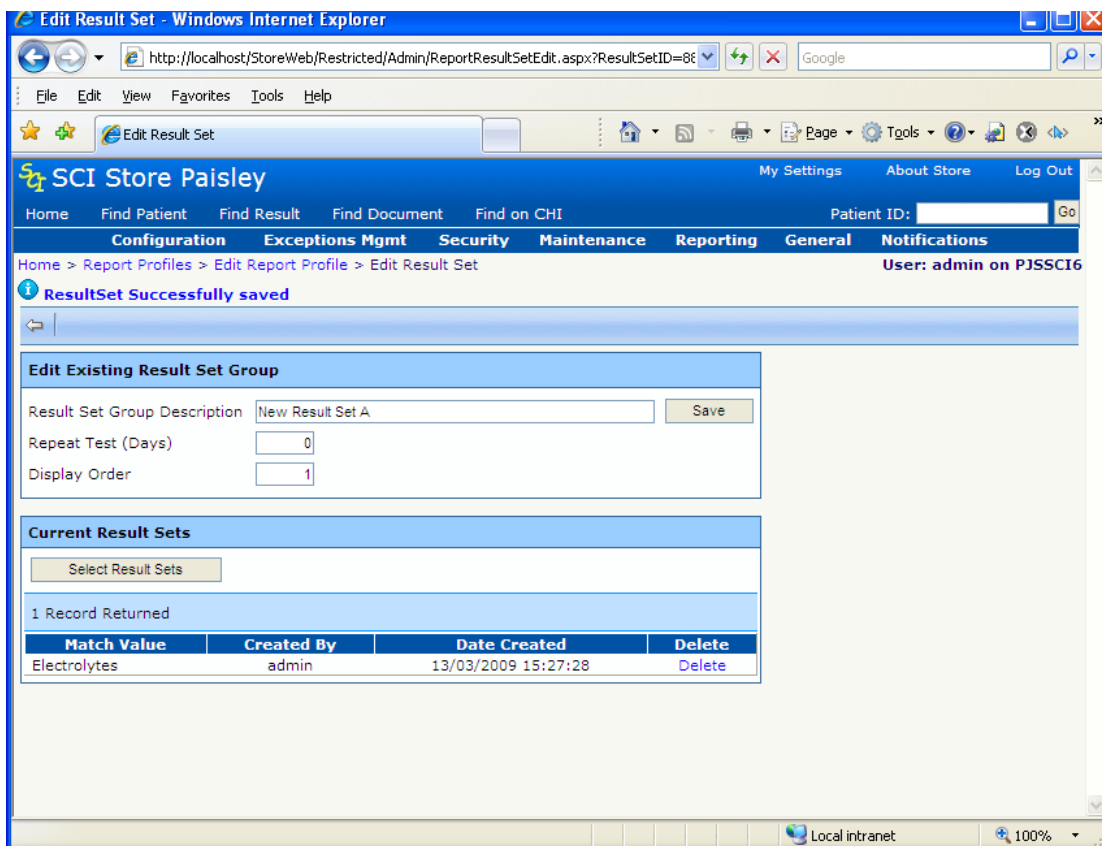 Edit Result Set - Windows Internet Explorer
http://localhost/StoreWeb/Restricted/Admin/ReportResultSetEdit.aspx?ResultSetID=88
Google
File Edit View Favorites Tools Help
Edit Result Set
Page Tools »
SCI SCI Store Paisley
My Settings About Store Log Out
Home Find Patient Find Result Find Document Find on CHI Patient ID: Go
Configuration Exceptions Mgmt Security Maintenance Reporting General Notifications
Home > Report Profiles > Edit Report Profile > Edit Result Set User: admin on PJSSCI6
ResultSet Successfully saved
Edit Existing Result Set Group
Result Set Group Description New Result Set A Save
Repeat Test (Days) 0
Display Order 1
Current Result Sets
Select Result Sets
1 Record Returned
Match Value Created By Date Created Delete
Electrolytes admin 13/03/2009 15:27:28 Delete
Local intranet 100%